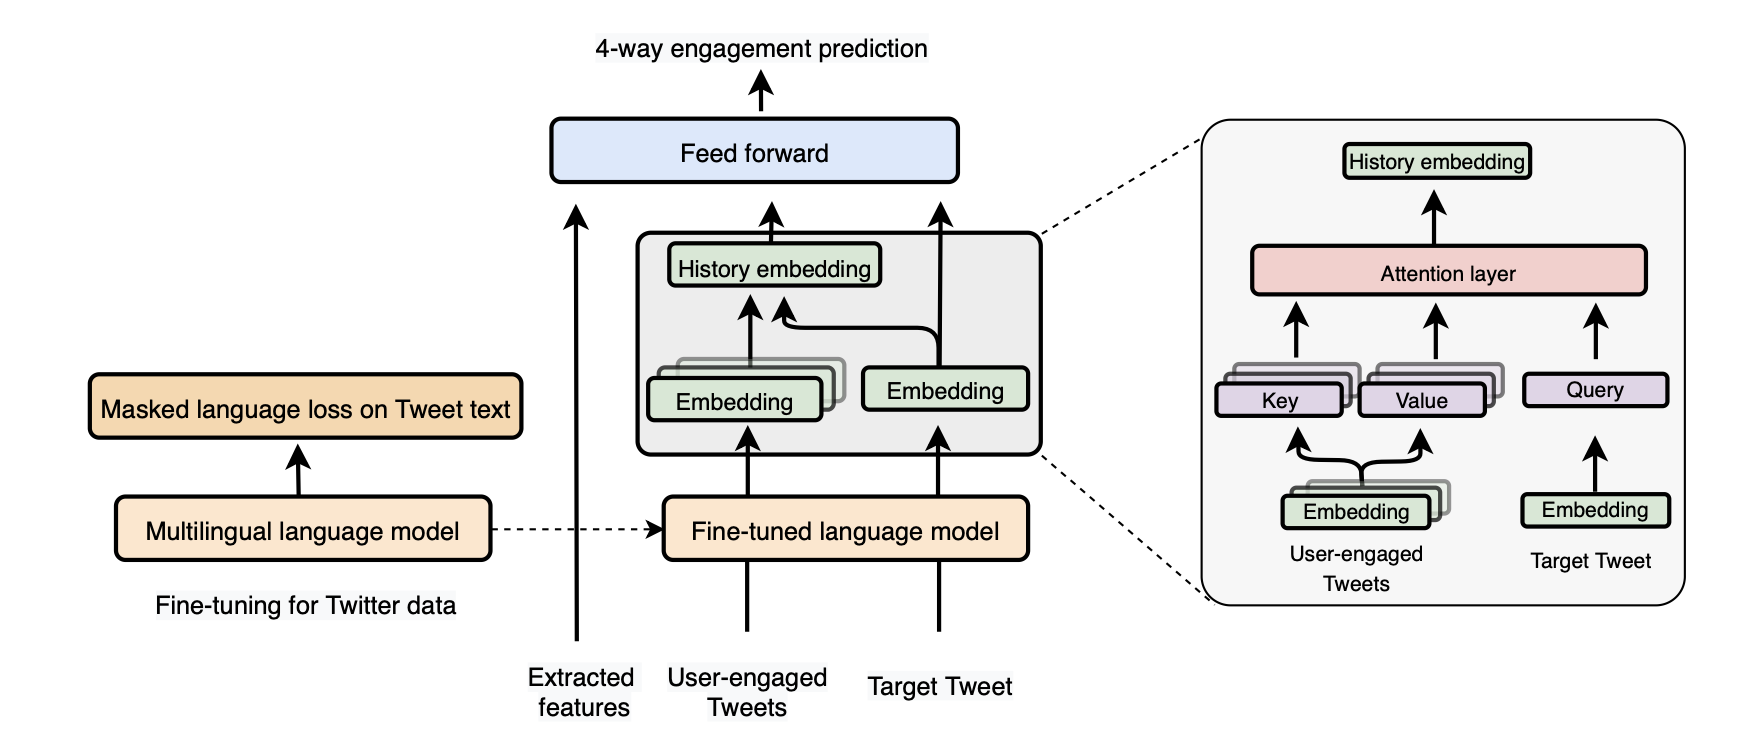 4-way engagement prediction
Feed forward
History embedding
Embedding
Embedding
Masked language loss on Tweet text
Multilingual language model
Fine-tuned language model
Fine-tuning for Twitter data
Extracted
features
User-engaged
Tweets
Target Tweet
History embedding
Attention layer
Key
Value
Query
Embedding
Embedding
User-engaged
Tweets
Target Tweet